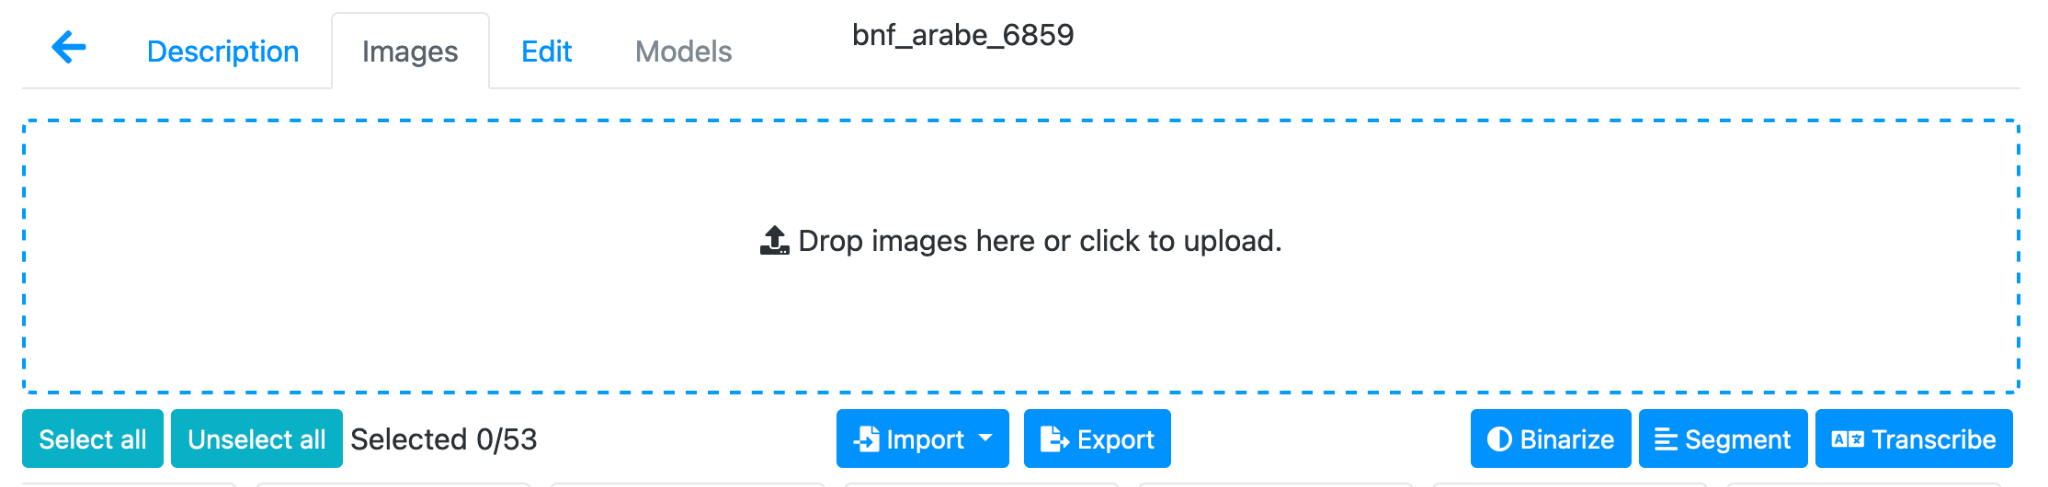 Description Images Edit Models bnf_arabe_6859
Drop images here or click to upload.
Select all Unselect all Selected 0/53 Import Export Binarize Segment Transcribe